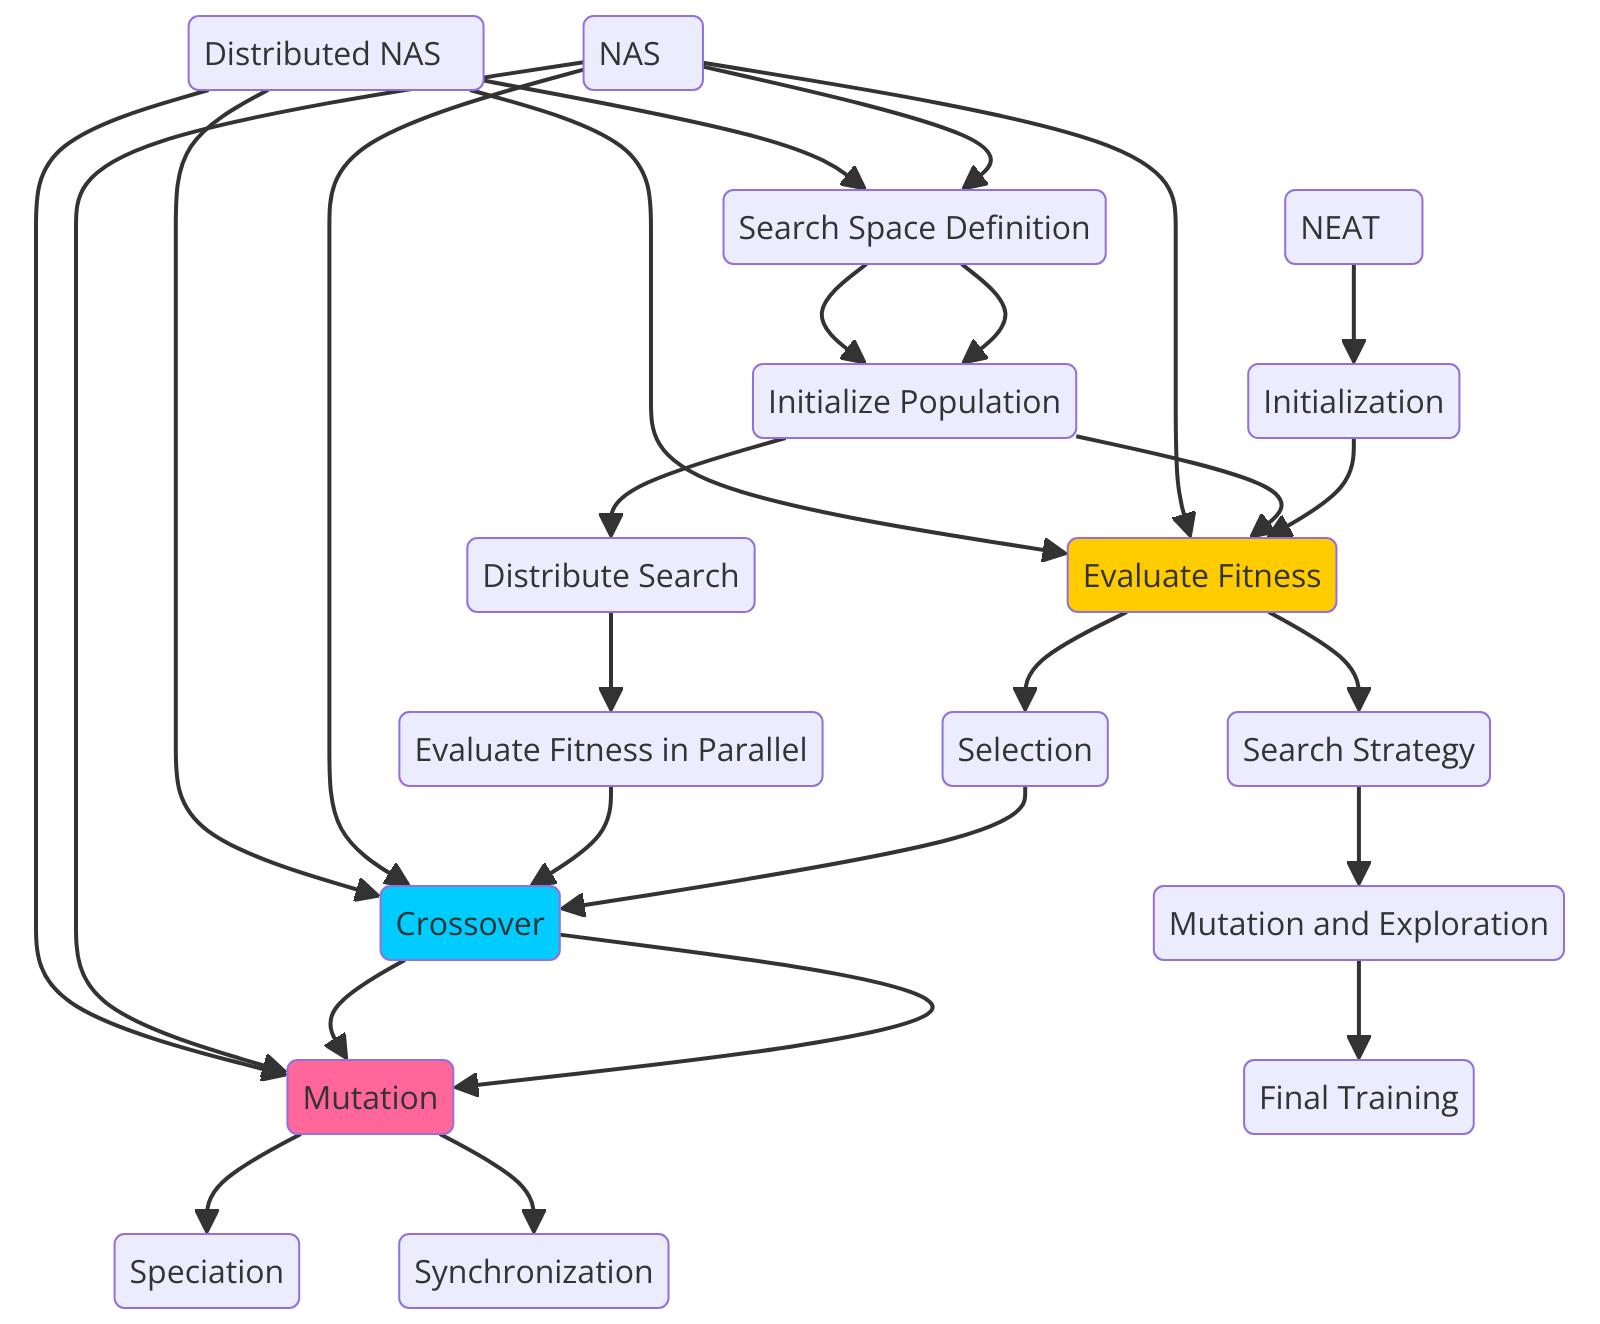 Distributed NAS
NAS
Search Space Definition
NEAT
Initialize Population
Initialization
Distribute Search
Evaluate Fitness
Evaluate Fitness in Parallel
Selection
Search Strategy
Crossover
Mutation and Exploration
Mutation
Final Training
Speciation
Synchronization